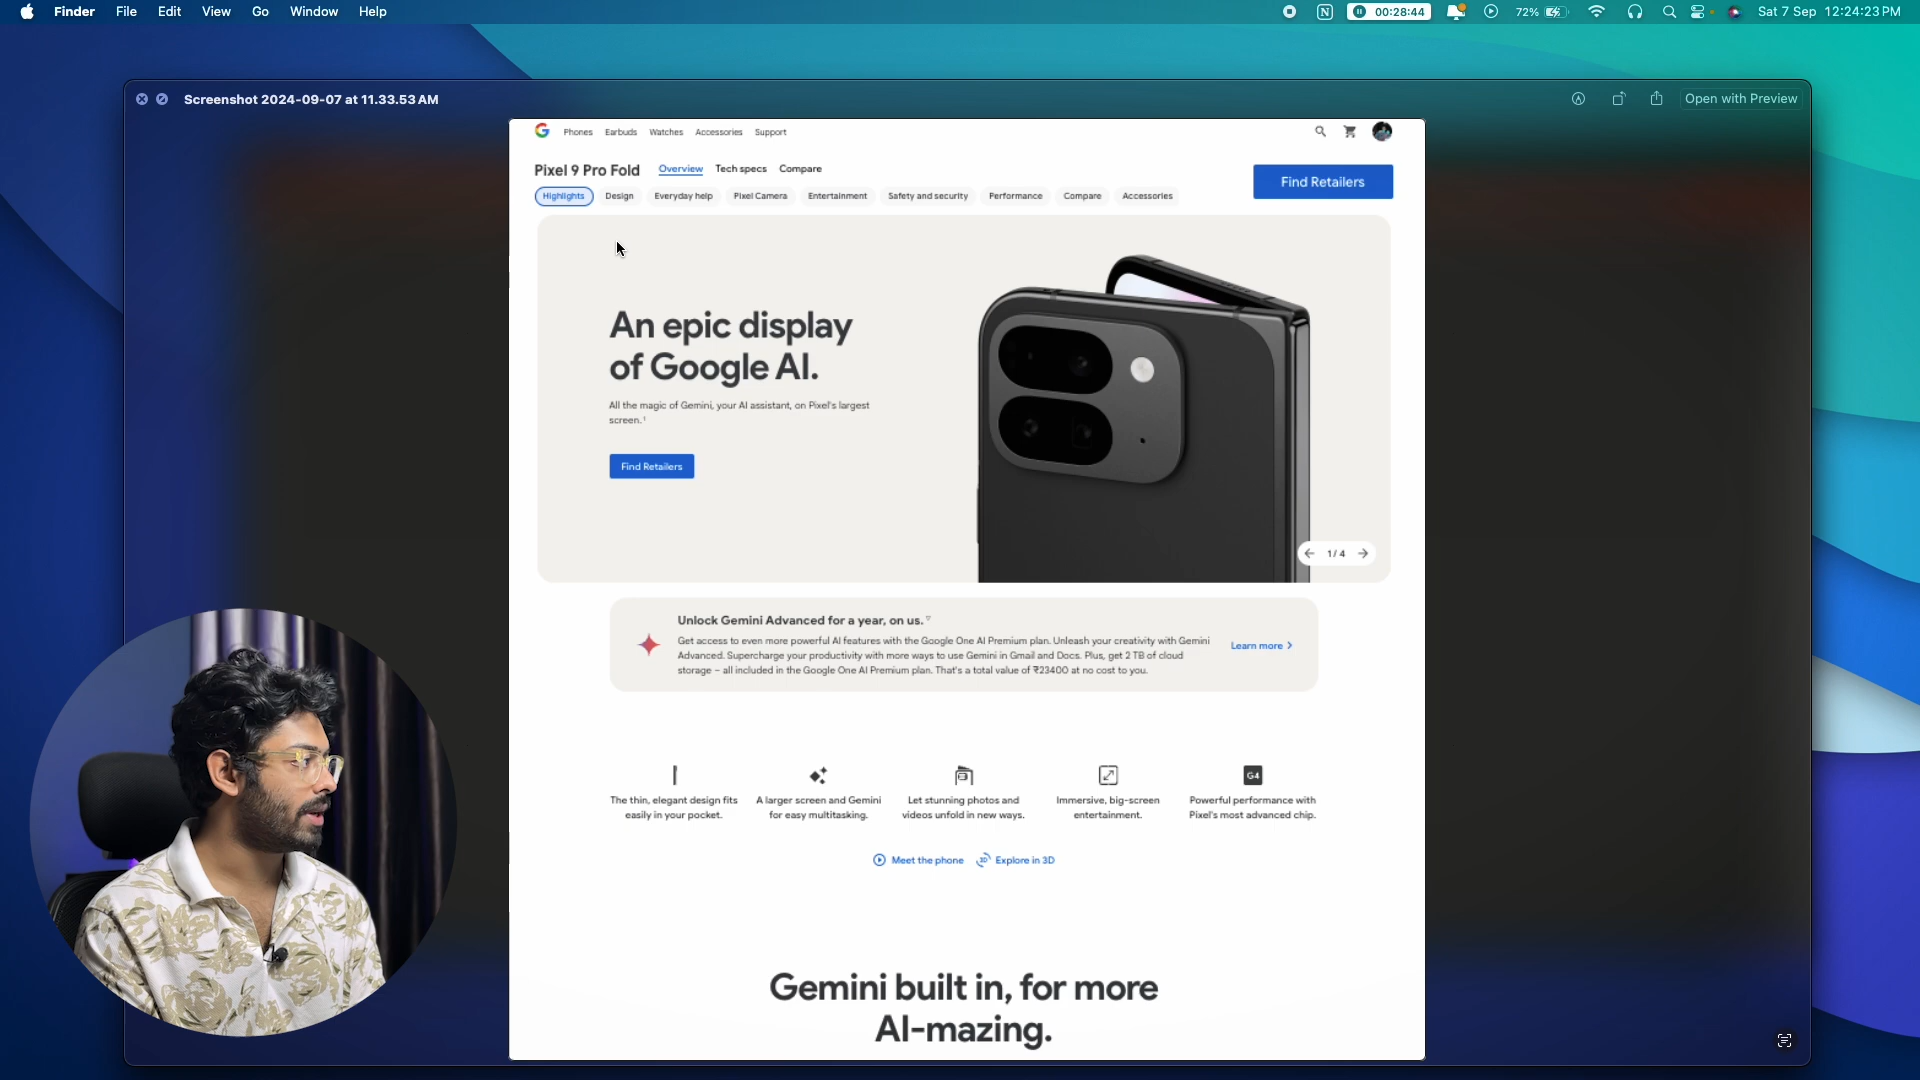 Finder File Edit View Go Window Help
00:28:44 72% Sat 7 Sep 12:24:23 PM
Screenshot 2024-09-07 at 11.33.53 AM
Open with Preview
Phones Earbuds Watches Accessories Support
Pixel 9 Pro Fold Overview Tech specs Compare
Find Retailers
Highlights Design Everyday help Pixel Camera Entertainment Safety and security Performance Compare Accessories
An epic display
of Google AI.
All the magic of Gemini, your AI assistant, on Pixel's largest
screen.¹
Find Retailers
1 / 4
Unlock Gemini Advanced for a year, on us.
Get access to even more powerful AI features with the Google One AI Premium plan. Unleash your creativity with Gemini
Advanced. Supercharge your productivity with more ways to use Gemini in Gmail and Docs. Plus, get 2 TB of cloud
storage – all included in the Google One AI Premium plan. That's a total value of ₹23400 at no cost to you.
Learn more
G4
The thin, elegant design fits
easily in your pocket.
A larger screen and Gemini
for easy multitasking.
Let stunning photos and
videos unfold in new ways.
Immersive, big-screen
entertainment.
Powerful performance with
Pixel's most advanced chip.
Meet the phone 3D Explore in 3D
Gemini built in, for more
AI-mazing.